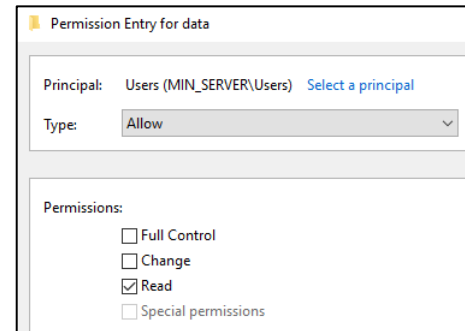 Permission Entry for data
Principal: Users (MIN_SERVER\Users) Select a principal
Type: Allow
Permissions:
Full Control
Change
Read
Special permissions